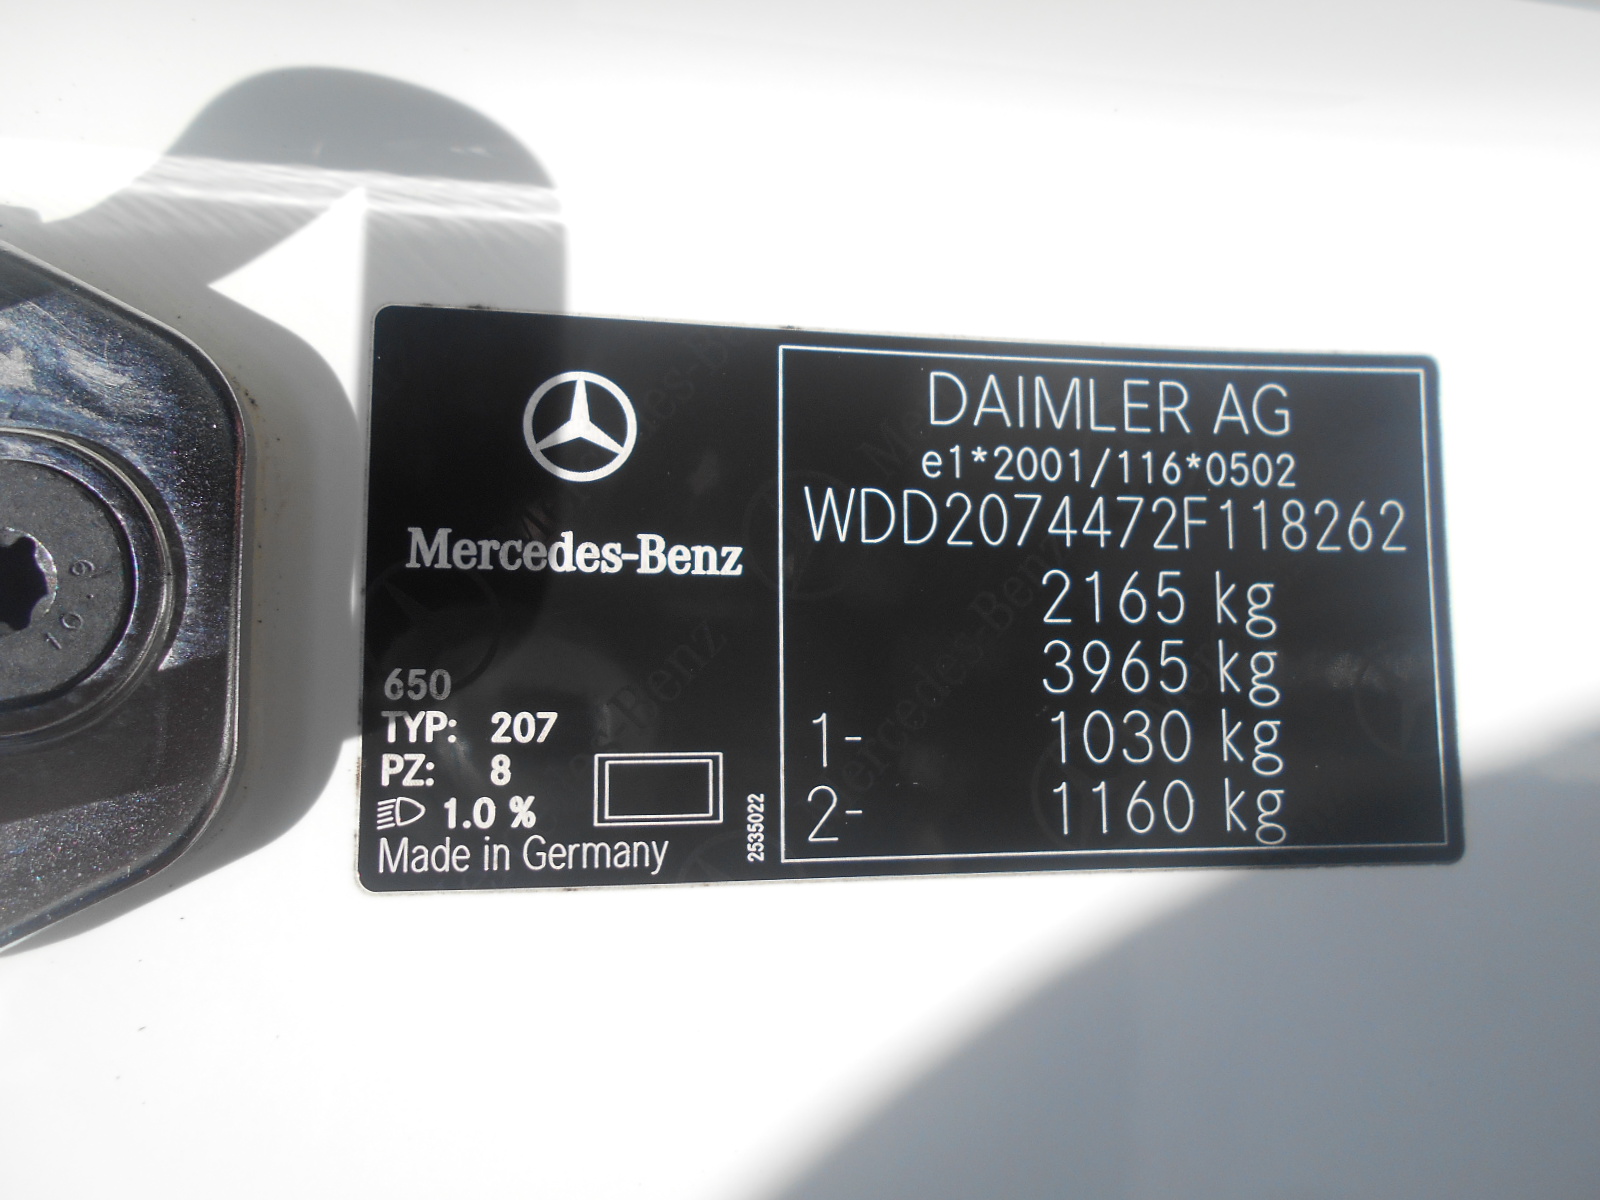 Mercedes-Benz
650
TYP: 207
PZ: 8
1.0 %
Made in Germany
2535022
DAIMLER AG
e1*2001/116*0502
WDD2074472F118262
2165 kg
3965 kg
1- 1030 kg
2- 1160 kg
10.9